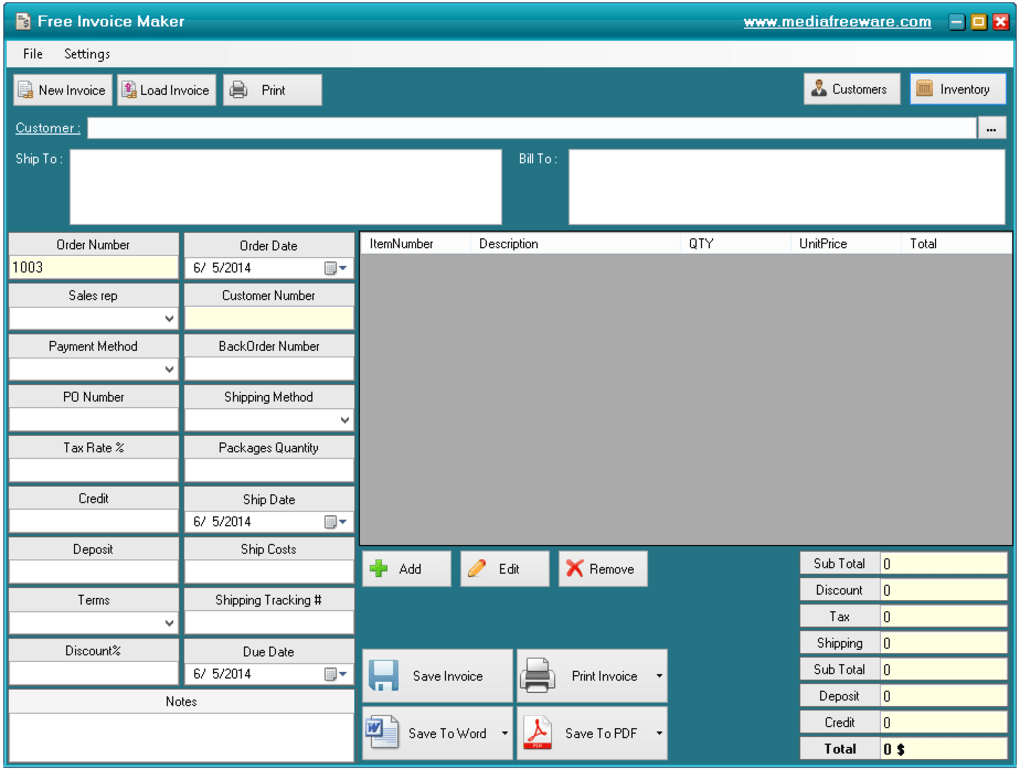 Free Invoice Maker www.mediafreeware.com
File Settings
New Invoice Load Invoice Print Customers Inventory
Customer : ...
Ship To : Bill To :
Order Number Order Date ItemNumber Description QTY UnitPrice Total
1003 6/ 5/2014
Sales rep Customer Number
Payment Method BackOrder Number
PO Number Shipping Method
Tax Rate % Packages Quantity
Credit Ship Date
6/ 5/2014
Deposit Ship Costs
Add Edit Remove
Terms Shipping Tracking #
Discount% Due Date
6/ 5/2014
Notes
Save Invoice Print Invoice
Save To Word Save To PDF
Sub Total 0
Discount 0
Tax 0
Shipping 0
Sub Total 0
Deposit 0
Credit 0
Total 0 $